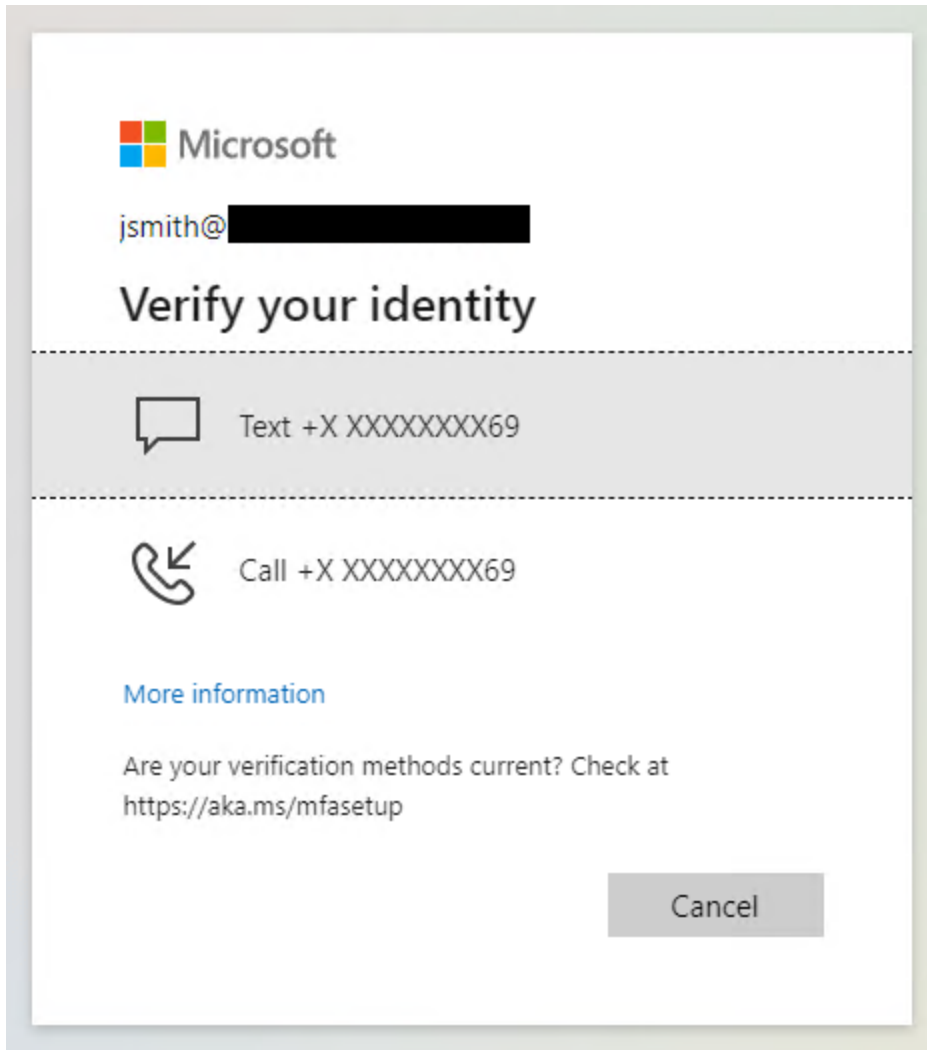 Microsoft
jsmith@
Verify your identity
Text +X XXXXXXXX69
Call +X XXXXXXXX69
More information
Are your verification methods current? Check at
https://aka.ms/mfasetup
Cancel